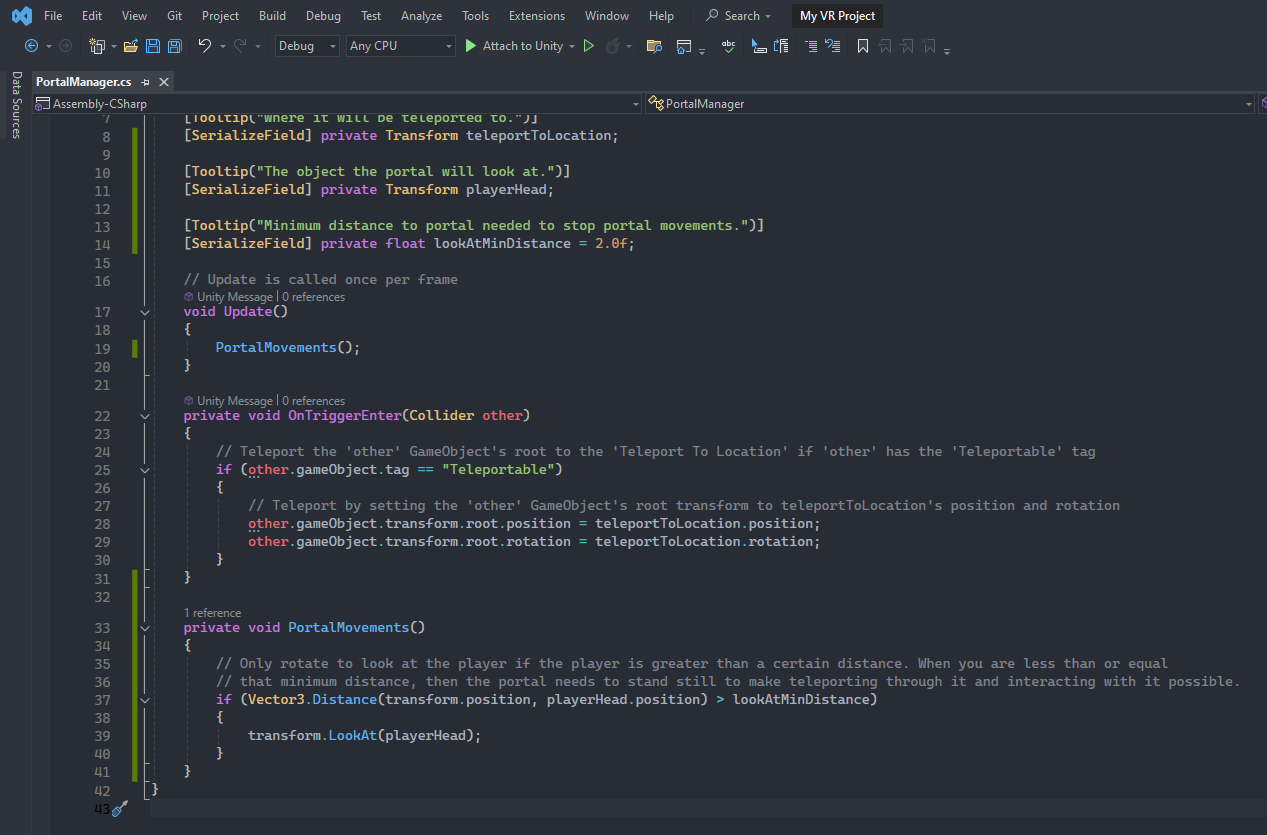 File Edit View Git Project Build Debug Test Analyze Tools Extensions Window Help Search My VR Project
Debug Any CPU Attach to Unity abc
Data Sources
PortalManager.cs
Assembly-CSharp PortalManager
7 [Tooltip("Where it will be teleported to.")]
8 [SerializeField] private Transform teleportToLocation;
9
10 [Tooltip("The object the portal will look at.")]
11 [SerializeField] private Transform playerHead;
12
13 [Tooltip("Minimum distance to portal needed to stop portal movements.")]
14 [SerializeField] private float lookAtMinDistance = 2.0f;
15
16 // Update is called once per frame
Unity Message | 0 references
17 void Update()
18 {
19 PortalMovements();
20 }
21
Unity Message | 0 references
22 private void OnTriggerEnter(Collider other)
23 {
24 // Teleport the 'other' GameObject's root to the 'Teleport To Location' if 'other' has the 'Teleportable' tag
25 if (other.gameObject.tag == "Teleportable")
26 {
27 // Teleport by setting the 'other' GameObject's root transform to teleportToLocation's position and rotation
28 other.gameObject.transform.root.position = teleportToLocation.position;
29 other.gameObject.transform.root.rotation = teleportToLocation.rotation;
30 }
31 }
32
1 reference
33 private void PortalMovements()
34 {
35 // Only rotate to look at the player if the player is greater than a certain distance. When you are less than or equal
36 // that minimum distance, then the portal needs to stand still to make teleporting through it and interacting with it possible.
37 if (Vector3.Distance(transform.position, playerHead.position) > lookAtMinDistance)
38 {
39 transform.LookAt(playerHead);
40 }
41 }
42 }
43